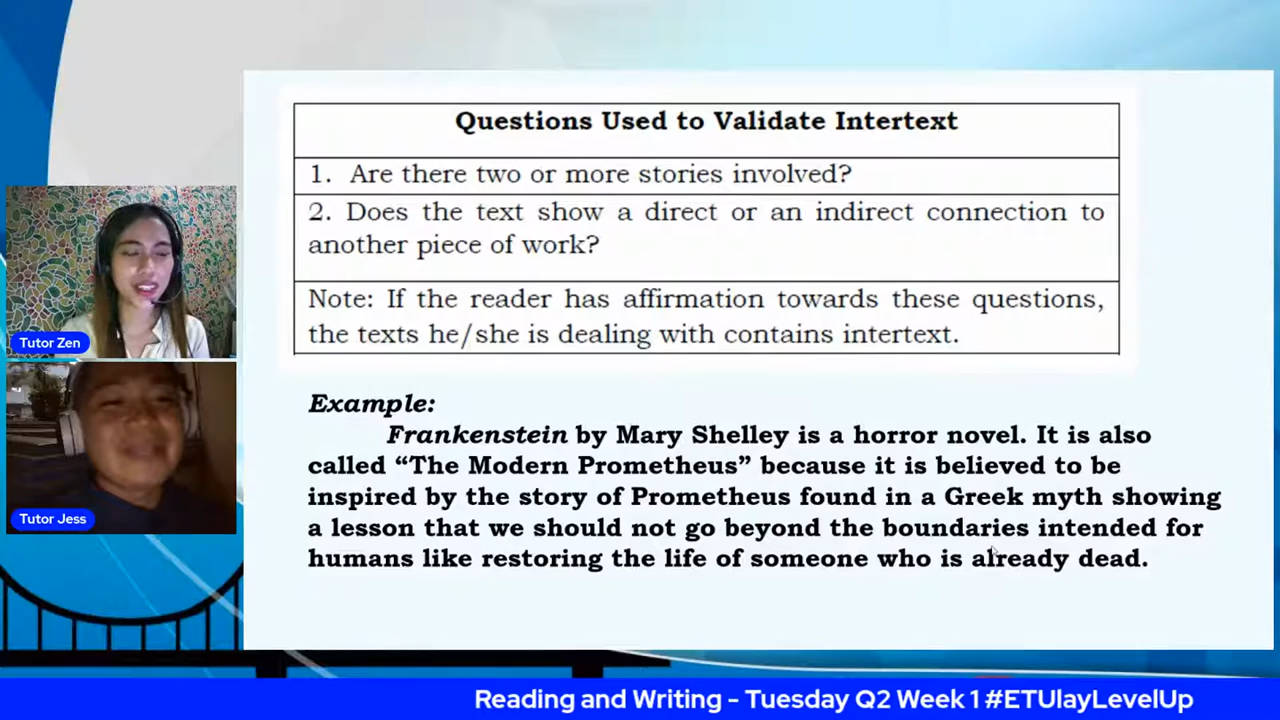 Questions Used to Validate Intertext
1. Are there two or more stories involved?
2. Does the text show a direct or an indirect connection to
another piece of work?
Note: If the reader has affirmation towards these questions,
the texts he/she is dealing with contains intertext.
Example:
Frankenstein by Mary Shelley is a horror novel. It is also
called “The Modern Prometheus” because it is believed to be
inspired by the story of Prometheus found in a Greek myth showing
a lesson that we should not go beyond the boundaries intended for
humans like restoring the life of someone who is already dead.
Tutor Zen
Tutor Jess
Reading and Writing - Tuesday Q2 Week 1 #ETUlayLevelUp